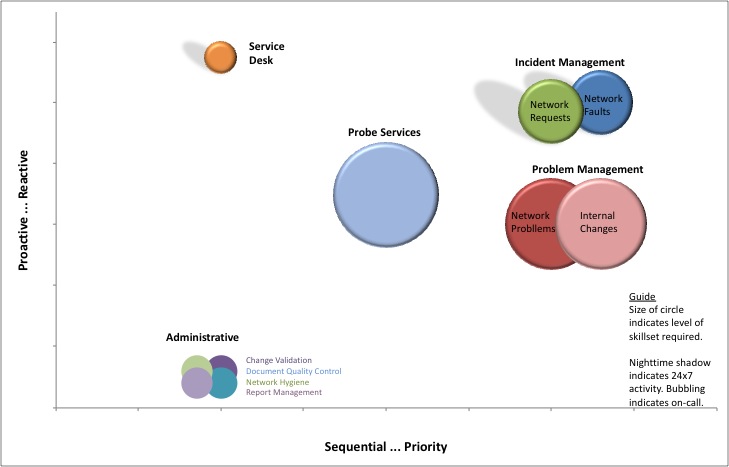 Service
Desk
Incident Management
Network
Requests
Network
Faults
Probe Services
Problem Management
Network
Probllems
Internal
Changes
Proactive ... Reactive
Guide
Size of circle
indicates level of
skillset required.
Nighttime shadow
indicates 24x7
activity. Bubbling
indicates on-call.
Administrative
Change Validation
Document Quality Control
Network Hygiene
Report Management
Sequential ... Priority